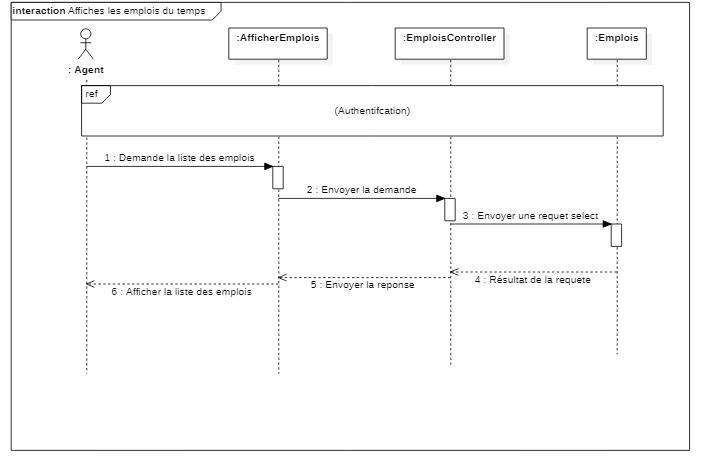 interaction Affiches les emplois du temps
:AfficherEmplois
:EmploisController
:Emplois
: Agent
ref
(Authentifcation)
1 : Demande la liste des emplois
2 : Envoyer la demande
3 : Envoyer une requet select
4 : Résultat de la requete
5 : Envoyer la reponse
6 : Afficher la liste des emplois